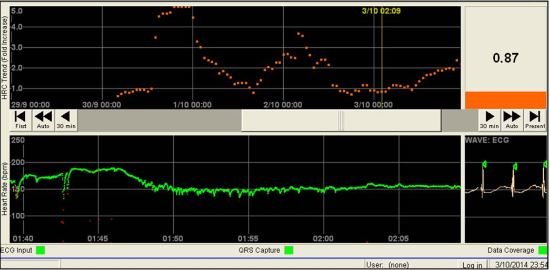 HRC Trend (Fold Increase)
5.0
4.0
3.0
2.0
1.0
3/10 02:09
29/9 00:00
30/9 00:00
1/10 00:00
2/10 00:00
3/10 00:00
0.87
First
Auto
30 min
30 min
Auto
Present
Heart Rate (bpm)
250
200
150
100
01:40
01:45
01:50
01:55
02:00
02:05
WAVE: ECG
ECG Input
QRS Capture
Data Coverage
User: (none)
Log in
3/10/2014 23:54